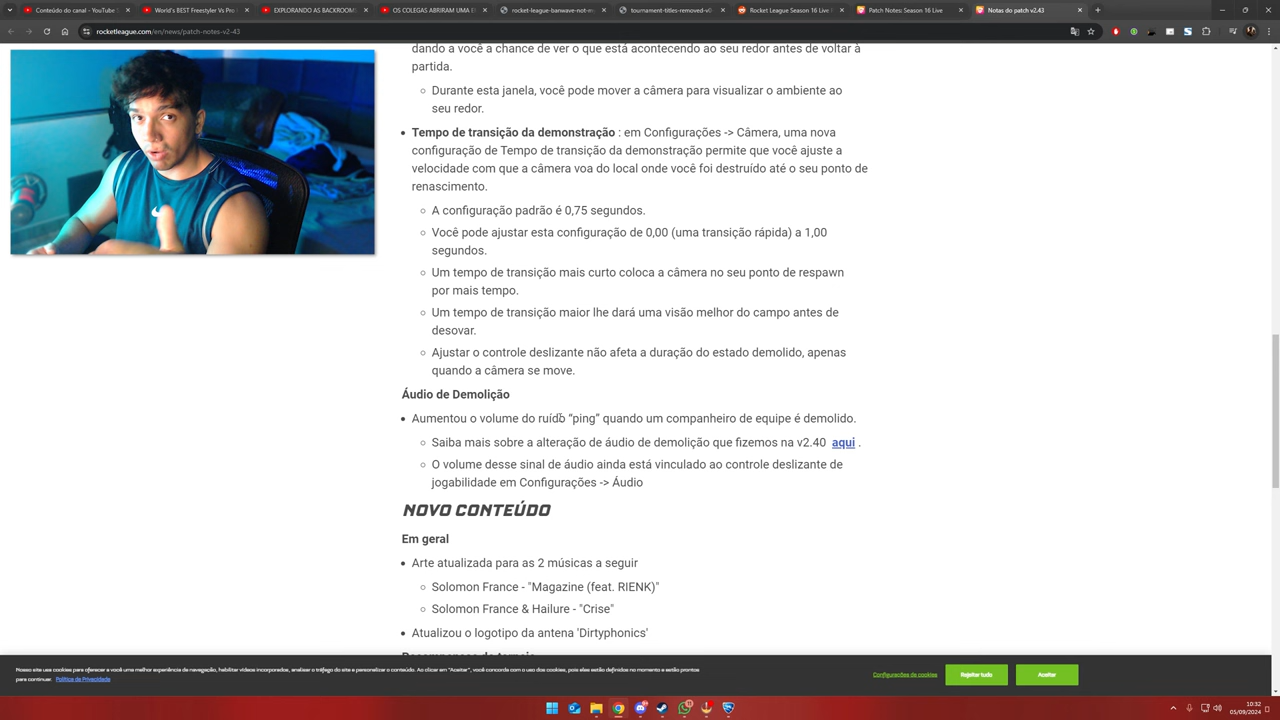 Conteúdo do canal - YouTube S
World's BEST Freestyler Vs Pro
EXPLORANDO AS BACKROOM
OS COLEGAS ABRIRAM UMA E
rocket-league-banwave-not-m
tournament-titles-removed-v0
Rocket League Season 16 Live
Patch Notes: Season 16 Live
Notas do patch v2.43
rocketleague.com/en/news/patch-notes-v2-43
dando a você a chance de ver o que está acontecendo ao seu redor antes de voltar à
partida.
Durante esta janela, você pode mover a câmera para visualizar o ambiente ao
seu redor.
Tempo de transição da demonstração : em Configurações -> Câmera, uma nova
configuração de Tempo de transição da demonstração permite que você ajuste a
velocidade com que a câmera voa do local onde você foi destruído até o seu ponto de
renascimento.
A configuração padrão é 0,75 segundos.
Você pode ajustar esta configuração de 0,00 (uma transição rápida) a 1,00
segundos.
Um tempo de transição mais curto coloca a câmera no seu ponto de respawn
por mais tempo.
Um tempo de transição maior lhe dará uma visão melhor do campo antes de
desovar.
Ajustar o controle deslizante não afeta a duração do estado demolido, apenas
quando a câmera se move.
Áudio de Demolição
Aumentou o volume do ruído “ping” quando um companheiro de equipe é demolido.
Saiba mais sobre a alteração de áudio de demolição que fizemos na v2.40 aqui .
O volume desse sinal de áudio ainda está vinculado ao controle deslizante de
jogabilidade em Configurações -> Áudio
NOVO CONTEÚDO
Em geral
Arte atualizada para as 2 músicas a seguir
Solomon France - "Magazine (feat. RIENK)"
Solomon France & Hailure - "Crise"
Atualizou o logotipo da antena 'Dirtyphonics'
Nosso site usa cookies para oferecer a você uma melhor experiência de navegação, habilitar vídeos incorporados, analisar o tráfego do site e personalizar o conteúdo. Ao clicar em "Aceitar", você concorda com o uso dos cookies, pois eles estão definidos no momento e estão prontos
para continuar. Política de Privacidade
Configurações de cookies
Rejeitar tudo
Aceitar
10:32
05/09/2024